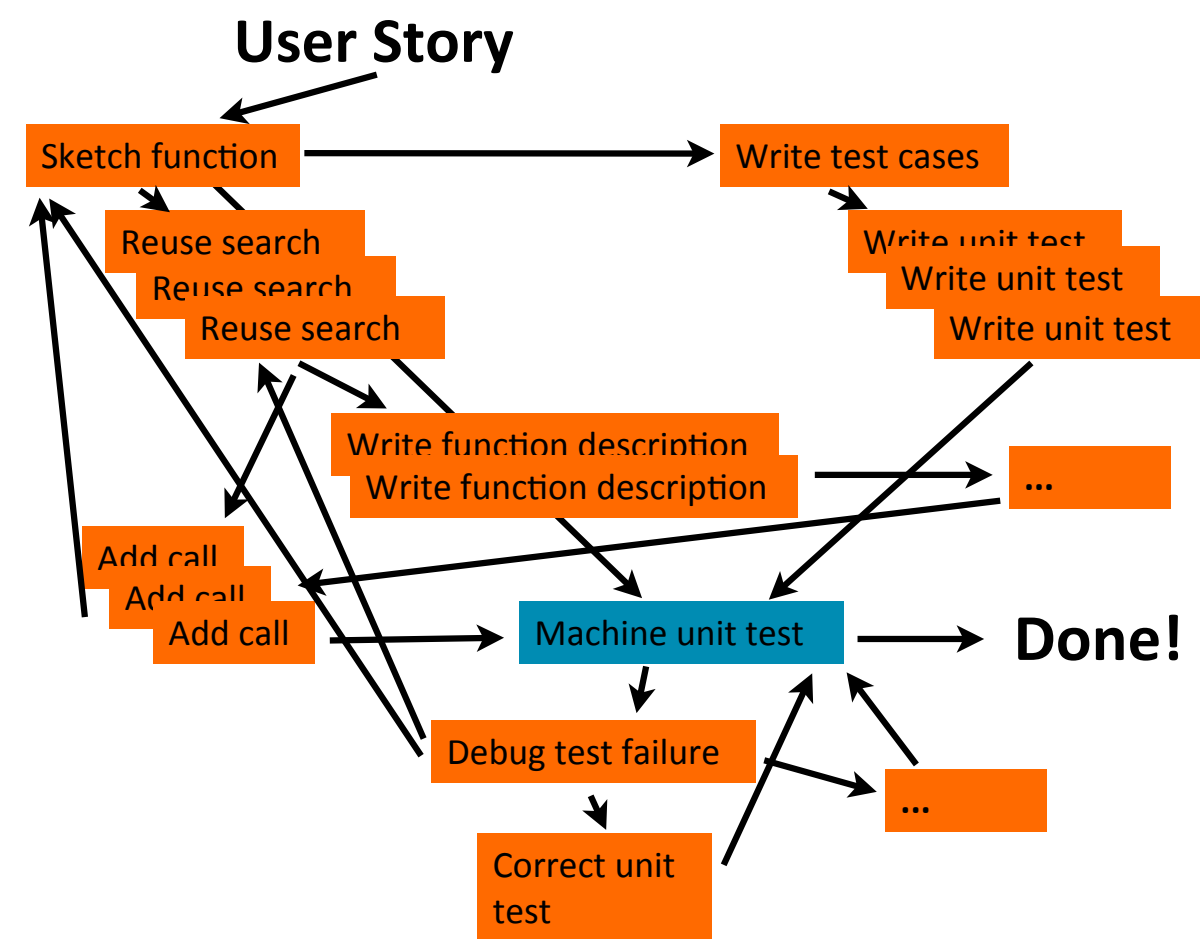 User Story
Sketch function
Write test cases
Reuse search
Reuse search
Reuse search
Write unit test
Write unit test
Write unit test
Write function description
Write function description
...
Add call
Add call
Add call
Machine unit test
Done!
Debug test failure
...
Correct unit
test